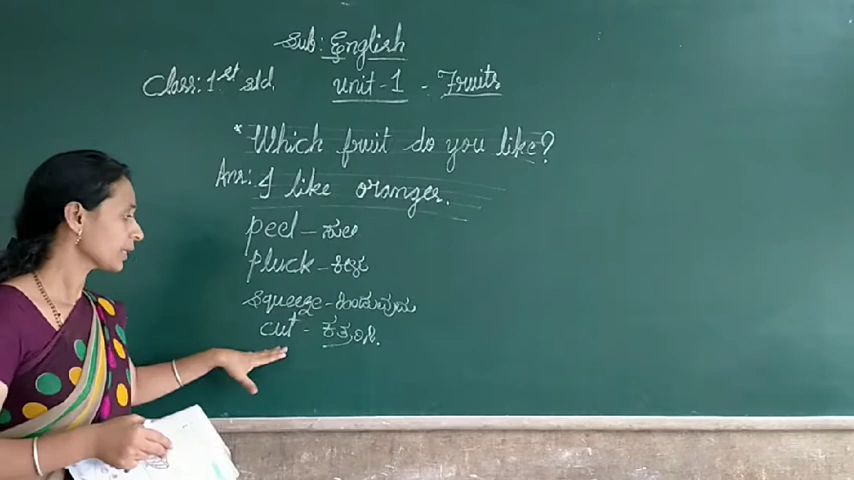 Sub: English
Class: 1st std. unit-1 - Fruits
* Which fruit do you like?
Ans: I like oranges.
peel - ಸುಲಿ
Pluck - ಕೀಳು
Squeeze - ಹಿಂಡುವುದು
cut - ಕತ್ತರಿಸಿ.